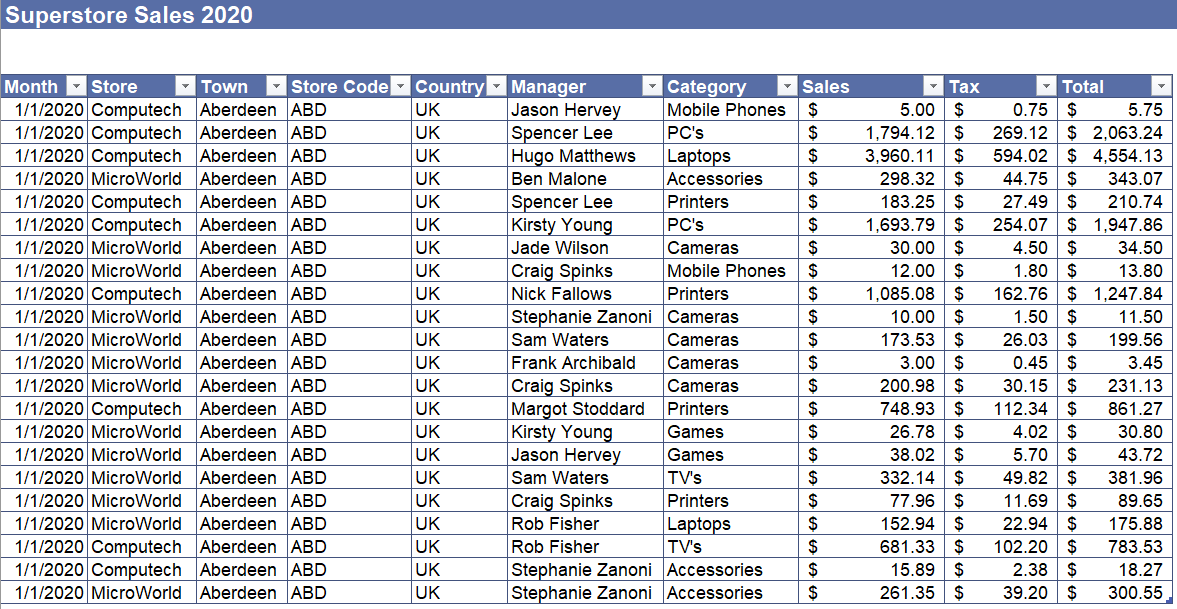 Superstore Sales 2020
Month Store Town Store Code Country Manager Category Sales Tax Total
1/1/2020 Computech Aberdeen ABD UK Jason Hervey Mobile Phones $ 5.00 $ 0.75 $ 5.75
1/1/2020 Computech Aberdeen ABD UK Spencer Lee PC's $ 1,794.12 $ 269.12 $ 2,063.24
1/1/2020 Computech Aberdeen ABD UK Hugo Matthews Laptops $ 3,960.11 $ 594.02 $ 4,554.13
1/1/2020 MicroWorld Aberdeen ABD UK Ben Malone Accessories $ 298.32 $ 44.75 $ 343.07
1/1/2020 Computech Aberdeen ABD UK Spencer Lee Printers $ 183.25 $ 27.49 $ 210.74
1/1/2020 Computech Aberdeen ABD UK Kirsty Young PC's $ 1,693.79 $ 254.07 $ 1,947.86
1/1/2020 MicroWorld Aberdeen ABD UK Jade Wilson Cameras $ 30.00 $ 4.50 $ 34.50
1/1/2020 MicroWorld Aberdeen ABD UK Craig Spinks Mobile Phones $ 12.00 $ 1.80 $ 13.80
1/1/2020 Computech Aberdeen ABD UK Nick Fallows Printers $ 1,085.08 $ 162.76 $ 1,247.84
1/1/2020 MicroWorld Aberdeen ABD UK Stephanie Zanoni Cameras $ 10.00 $ 1.50 $ 11.50
1/1/2020 MicroWorld Aberdeen ABD UK Sam Waters Cameras $ 173.53 $ 26.03 $ 199.56
1/1/2020 MicroWorld Aberdeen ABD UK Frank Archibald Cameras $ 3.00 $ 0.45 $ 3.45
1/1/2020 MicroWorld Aberdeen ABD UK Craig Spinks Cameras $ 200.98 $ 30.15 $ 231.13
1/1/2020 Computech Aberdeen ABD UK Margot Stoddard Printers $ 748.93 $ 112.34 $ 861.27
1/1/2020 MicroWorld Aberdeen ABD UK Kirsty Young Games $ 26.78 $ 4.02 $ 30.80
1/1/2020 MicroWorld Aberdeen ABD UK Jason Hervey Games $ 38.02 $ 5.70 $ 43.72
1/1/2020 MicroWorld Aberdeen ABD UK Sam Waters TV's $ 332.14 $ 49.82 $ 381.96
1/1/2020 MicroWorld Aberdeen ABD UK Craig Spinks Printers $ 77.96 $ 11.69 $ 89.65
1/1/2020 MicroWorld Aberdeen ABD UK Rob Fisher Laptops $ 152.94 $ 22.94 $ 175.88
1/1/2020 Computech Aberdeen ABD UK Rob Fisher TV's $ 681.33 $ 102.20 $ 783.53
1/1/2020 Computech Aberdeen ABD UK Stephanie Zanoni Accessories $ 15.89 $ 2.38 $ 18.27
1/1/2020 MicroWorld Aberdeen ABD UK Stephanie Zanoni Accessories $ 261.35 $ 39.20 $ 300.55